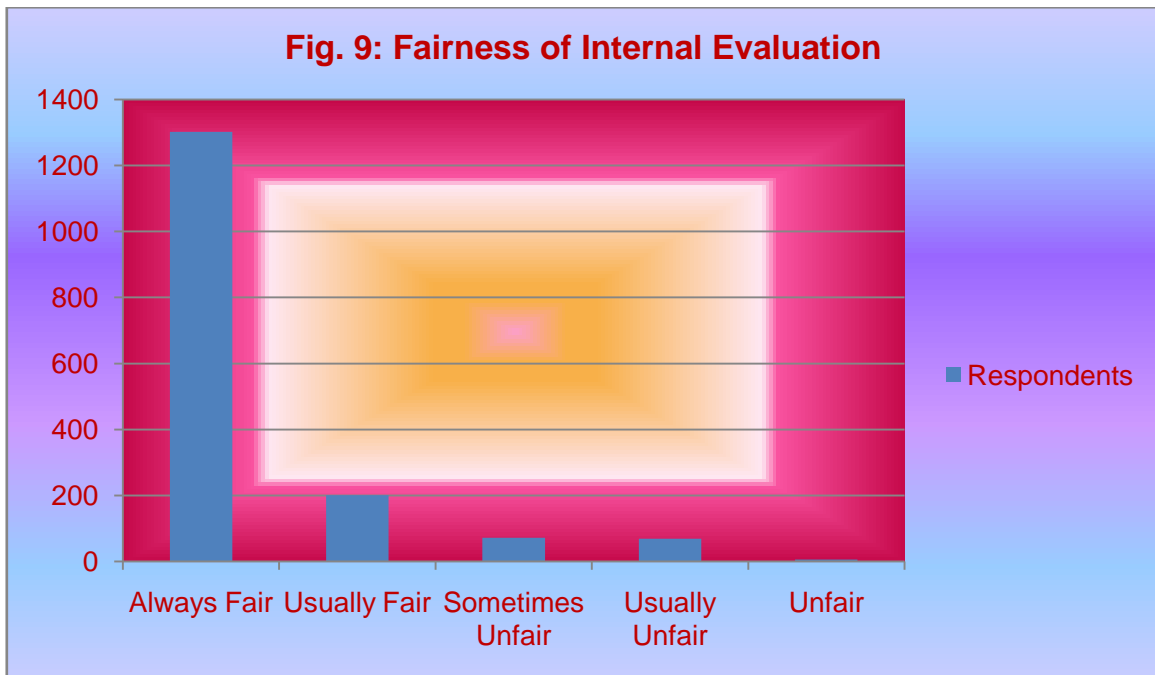 Fig. 9: Fairness of Internal Evaluation
1400
1200
1000
800
600
400
200
0
Always Fair Usually Fair Sometimes Unfair Usually Unfair Unfair
Respondents